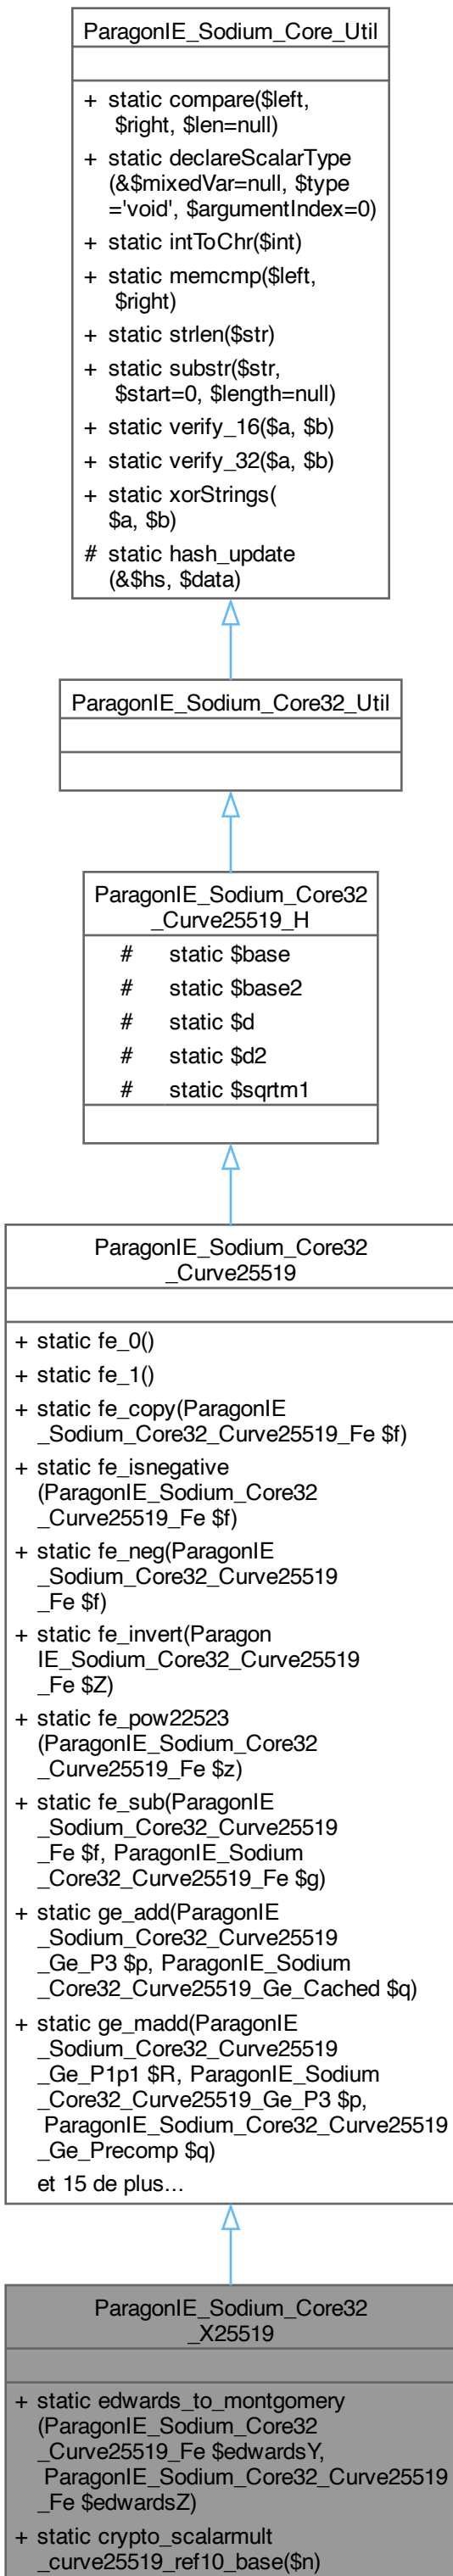 ParagonIE_Sodium_Core_Util
+ static compare($left,
$right, $len=null)
+ static declareScalarType
(&$mixedVar=null, $type
='void', $argumentIndex=0)
+ static intToChr($int)
+ static memcmp($left,
$right)
+ static strlen($str)
+ static substr($str,
$start=0, $length=null)
+ static verify_16($a, $b)
+ static verify_32($a, $b)
+ static xorStrings(
$a, $b)
# static hash_update
(&$hs, $data)
ParagonIE_Sodium_Core32_Util
ParagonIE_Sodium_Core32
_Curve25519_H
# static $base
# static $base2
# static $d
# static $d2
# static $sqrtm1
ParagonIE_Sodium_Core32
_Curve25519
+ static fe_0()
+ static fe_1()
+ static fe_copy(ParagonIE
_Sodium_Core32_Curve25519_Fe $f)
+ static fe_isnegative
(ParagonIE_Sodium_Core32
_Curve25519_Fe $f)
+ static fe_neg(ParagonIE
_Sodium_Core32_Curve25519
_Fe $f)
+ static fe_invert(Paragon
IE_Sodium_Core32_Curve25519
_Fe $Z)
+ static fe_pow22523
(ParagonIE_Sodium_Core32
_Curve25519_Fe $z)
+ static fe_sub(ParagonIE
_Sodium_Core32_Curve25519
_Fe $f, ParagonIE_Sodium
_Core32_Curve25519_Fe $g)
+ static ge_add(ParagonIE
_Sodium_Core32_Curve25519
_Ge_P3 $p, ParagonIE_Sodium
_Core32_Curve25519_Ge_Cached $q)
+ static ge_madd(ParagonIE
_Sodium_Core32_Curve25519
_Ge_P1p1 $R, ParagonIE_Sodium
_Core32_Curve25519_Ge_P3 $p,
ParagonIE_Sodium_Core32_Curve25519
_Ge_Precomp $q)
et 15 de plus...
ParagonIE_Sodium_Core32
_X25519
+ static edwards_to_montgomery
(ParagonIE_Sodium_Core32
_Curve25519_Fe $edwardsY,
ParagonIE_Sodium_Core32_Curve25519
_Fe $edwardsZ)
+ static crypto_scalarmult
_curve25519_ref10_base($n)